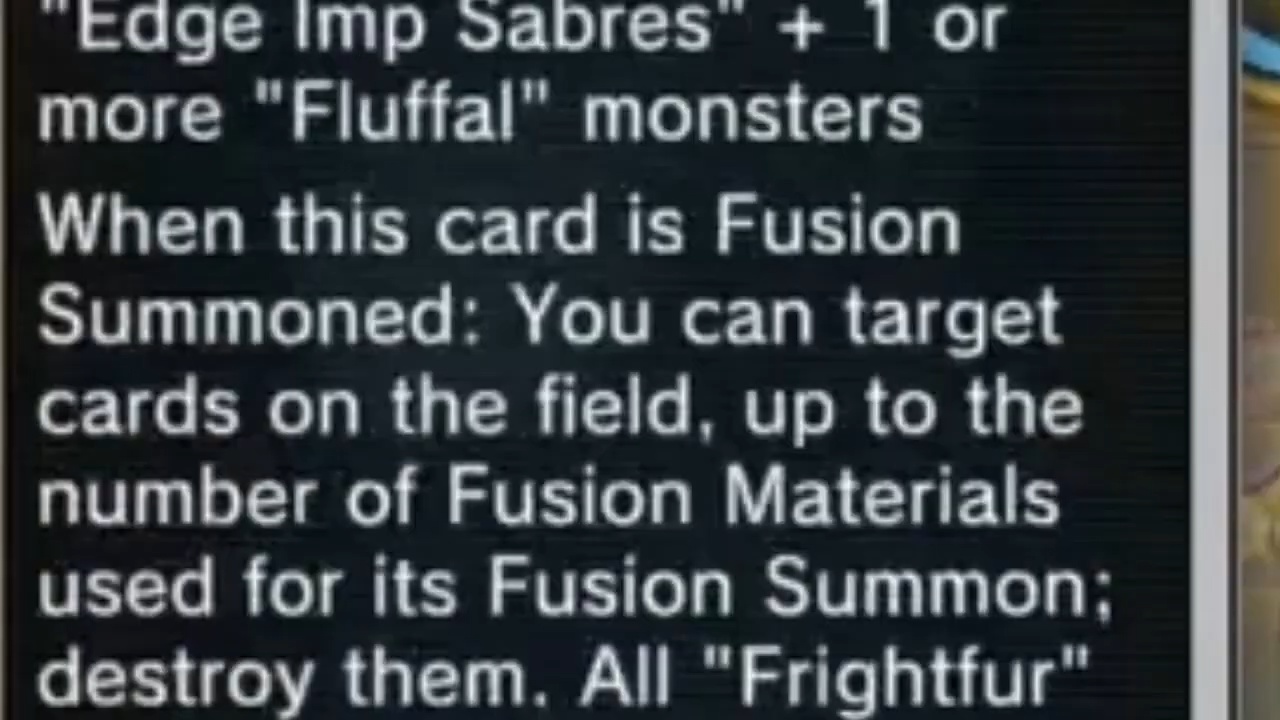 "Edge Imp Sabres" + 1 or
more "Fluffal" monsters
When this card is Fusion
Summoned: You can target
cards on the field, up to the
number of Fusion Materials
used for its Fusion Summon;
destroy them. All "Frightfur"